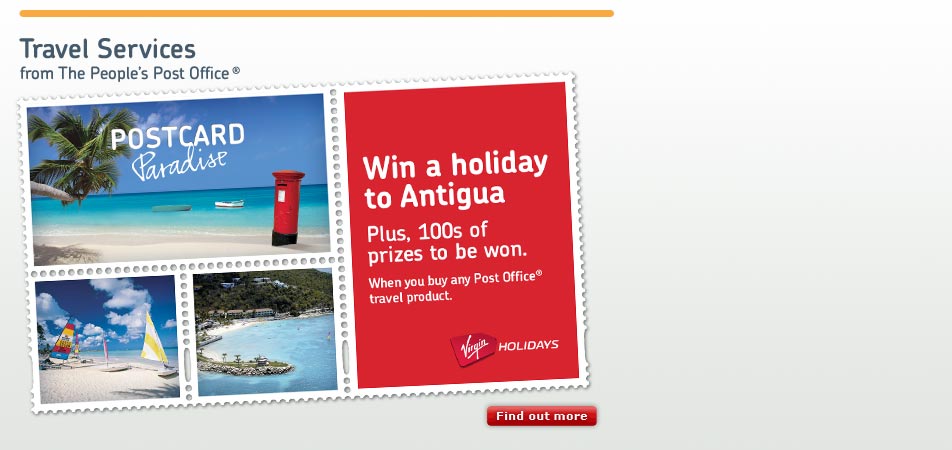 Travel Services
from The People's Post Office®
POSTCARD
Paradise
Win a holiday
to Antigua
Plus, 100s of
prizes to be won.
When you buy any Post Office®
travel product.
Virgin HOLIDAYS
Find out more